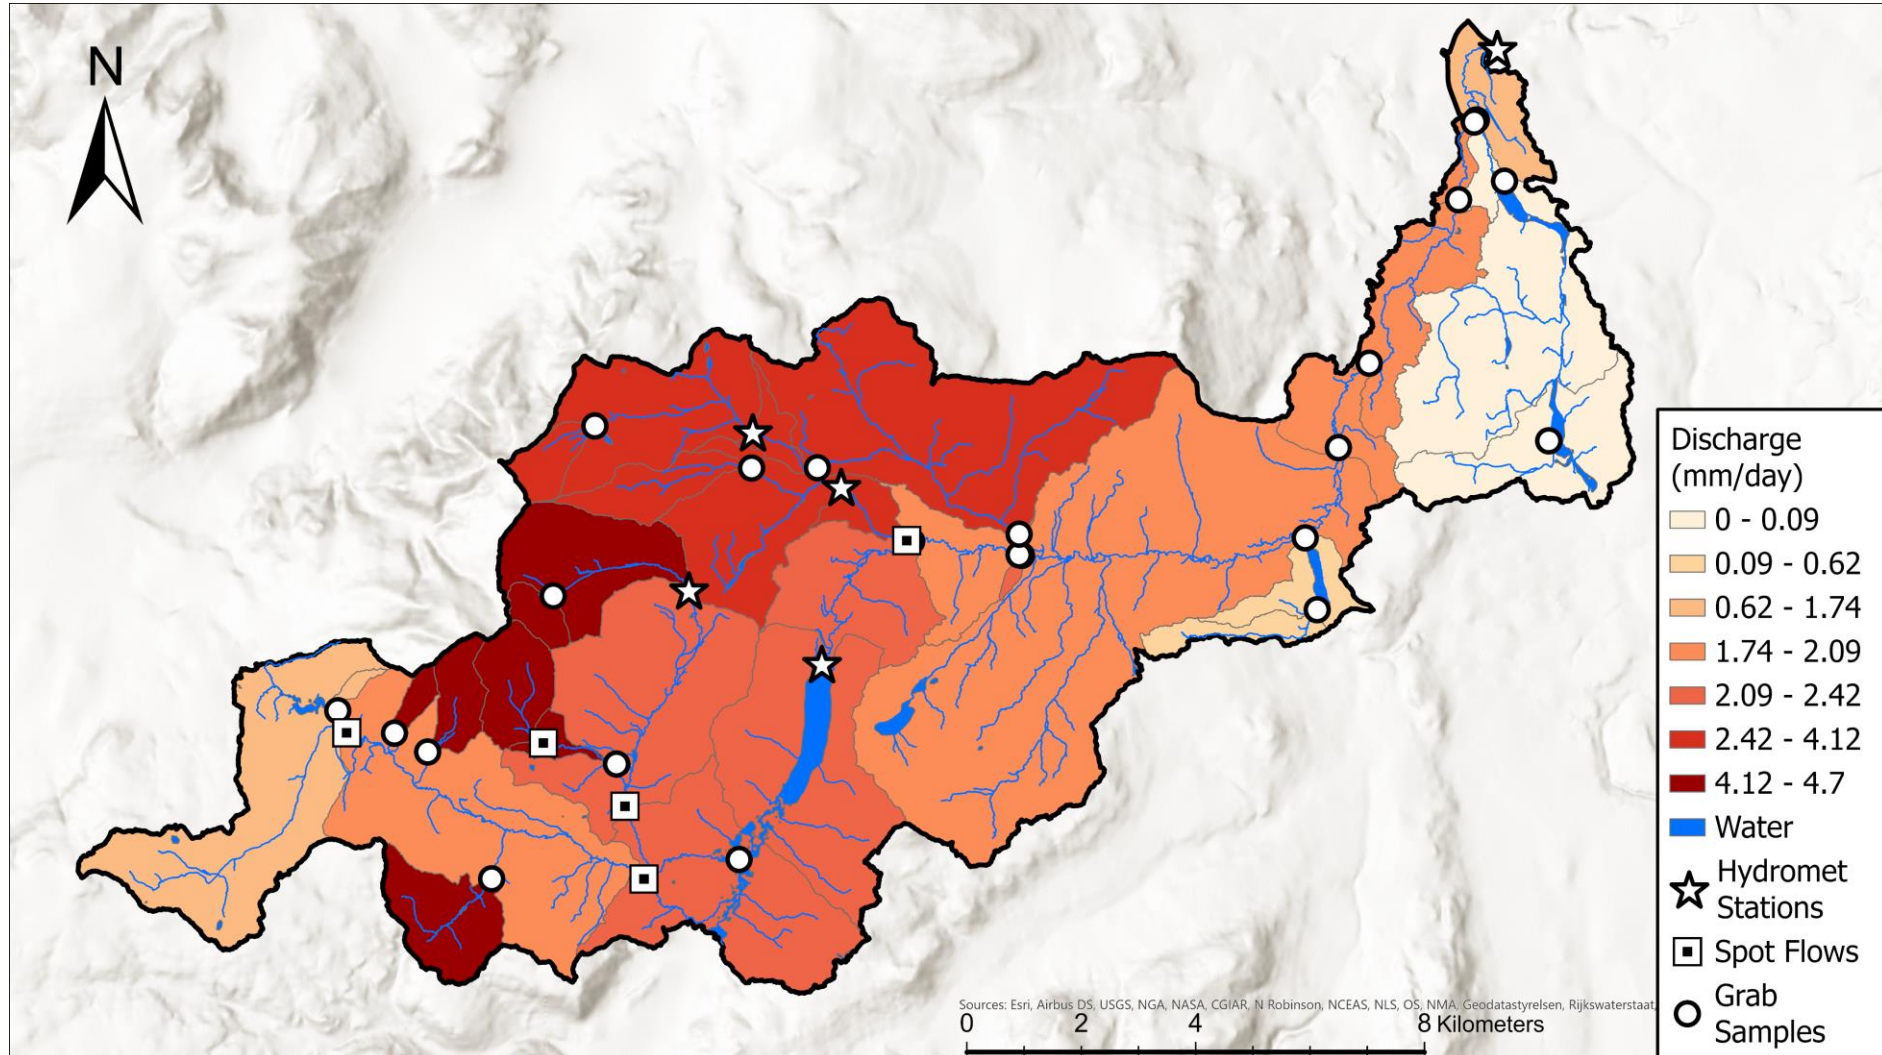 N
Discharge
(mm/day)
0 - 0.09
0.09 - 0.62
0.62 - 1.74
1.74 - 2.09
2.09 - 2.42
2.42 - 4.12
4.12 - 4.7
Water
Hydromet
Stations
Spot Flows
Grab
Samples
Sources: Esri, Airbus DS, USGS, NGA, NASA, CGIAR, N Robinson, NCEAS, NLS, OS, NMA, Geodatastyrelsen, Rijkswaterstaat,
0 2 4 8 Kilometers